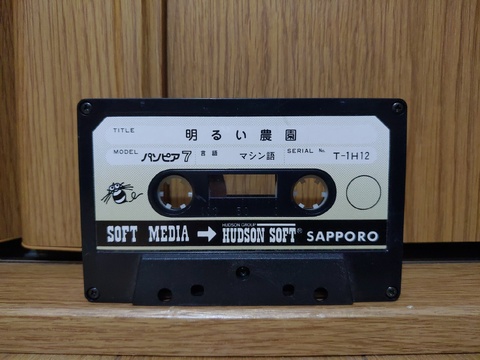 TITLE 明るい農園
MODEL パソピア7 言語 マシン語 SERIAL No. T-1H12
HUDSON GROUP
SOFT MEDIA → HUDSON SOFT® SAPPORO